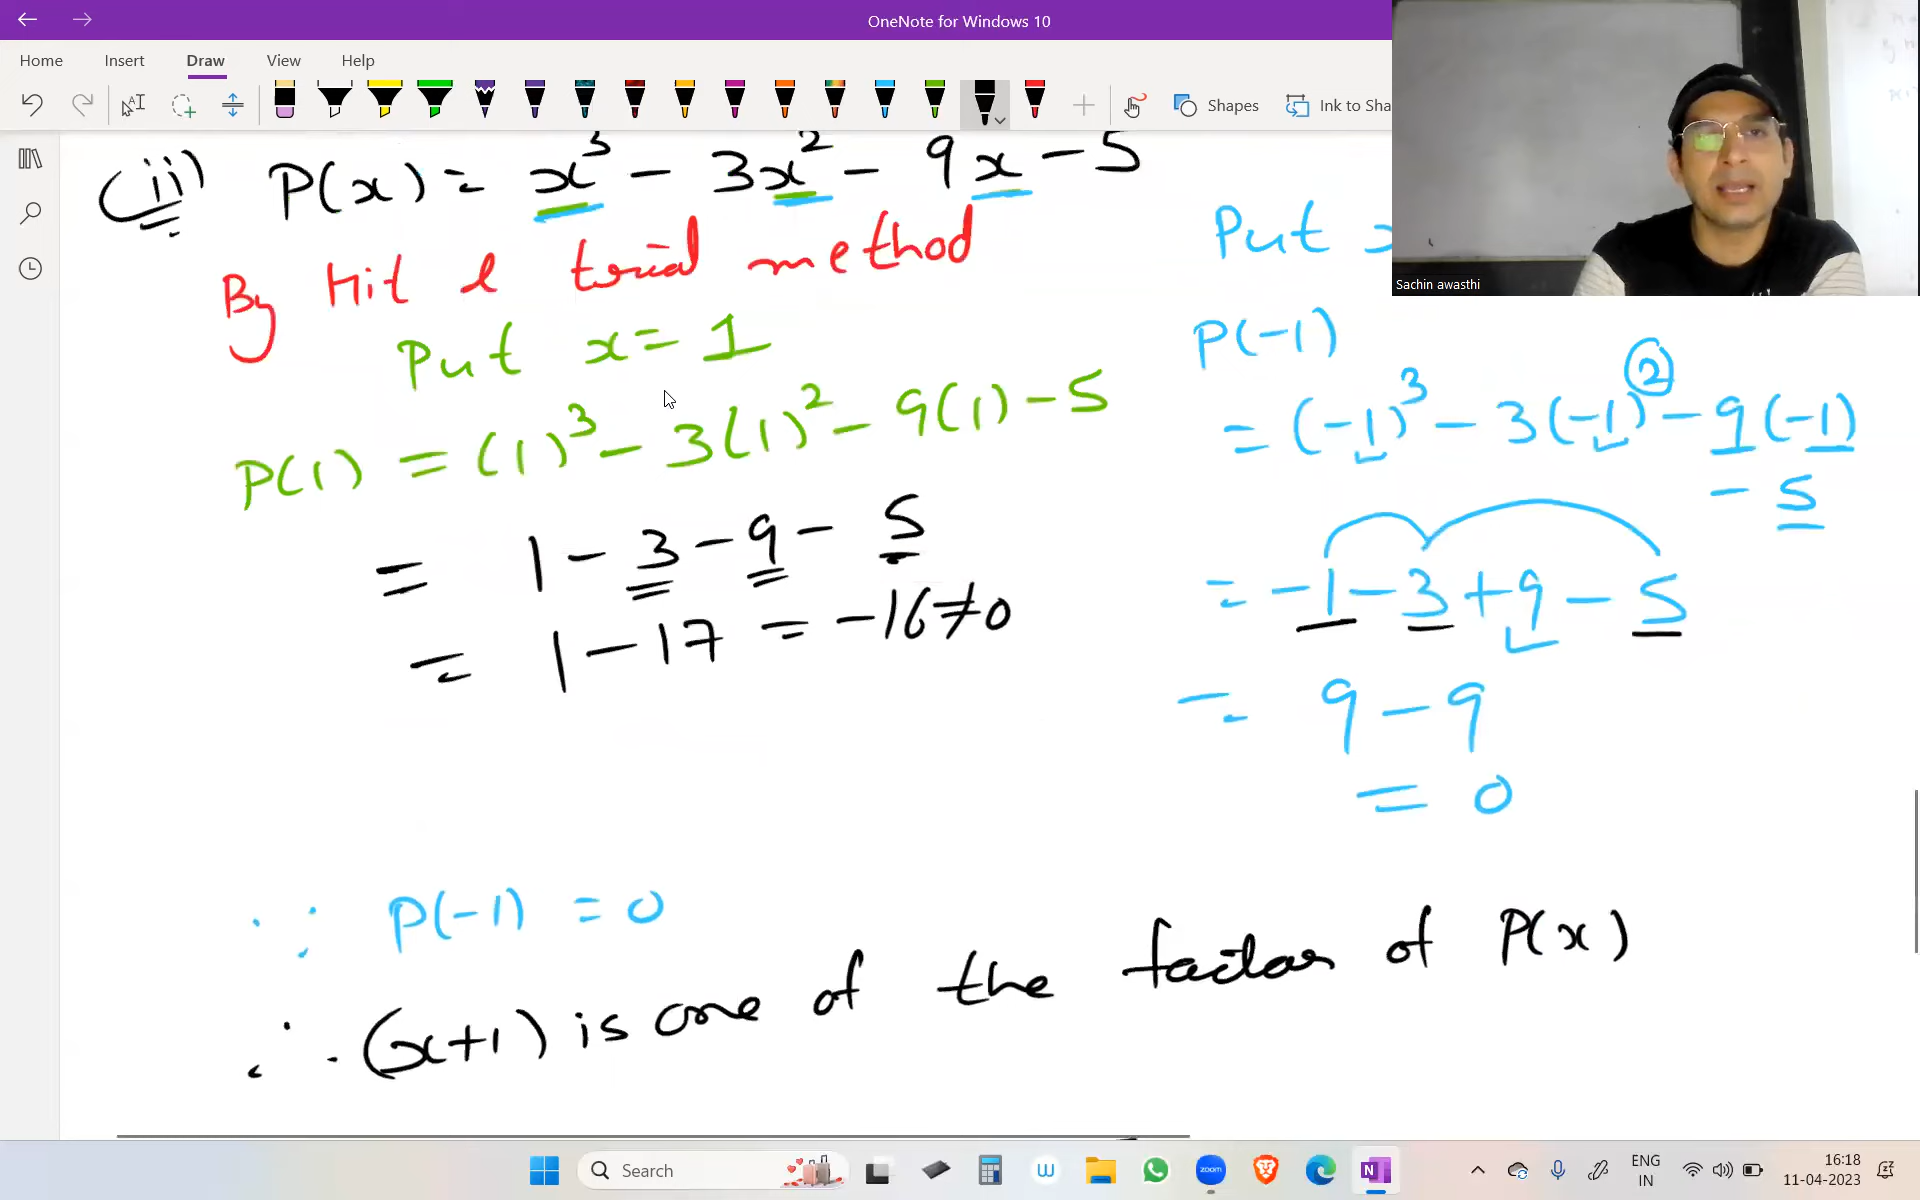 OneNote for Windows 10
Home Insert Draw View Help
Shapes Ink to Sha
Sachin awasthi
(ii) P(x) = x³ - 3x² - 9x - 5
By Hit & trial method
Put x = 1
P(1) = (1)³ - 3(1)² - 9(1) - 5
= 1 - 3 - 9 - 5
= 1 - 17 = -16 ≠ 0
Put
P(-1)
= (-1)³ - 3(-1)² - 9(-1)
- 5
= -1 - 3 + 9 - 5
= 9 - 9
= 0
∵ P(-1) = 0
∴ (x+1) is one of the factor of P(x)
Search
zoom
ENG
IN
16:18
11-04-2023